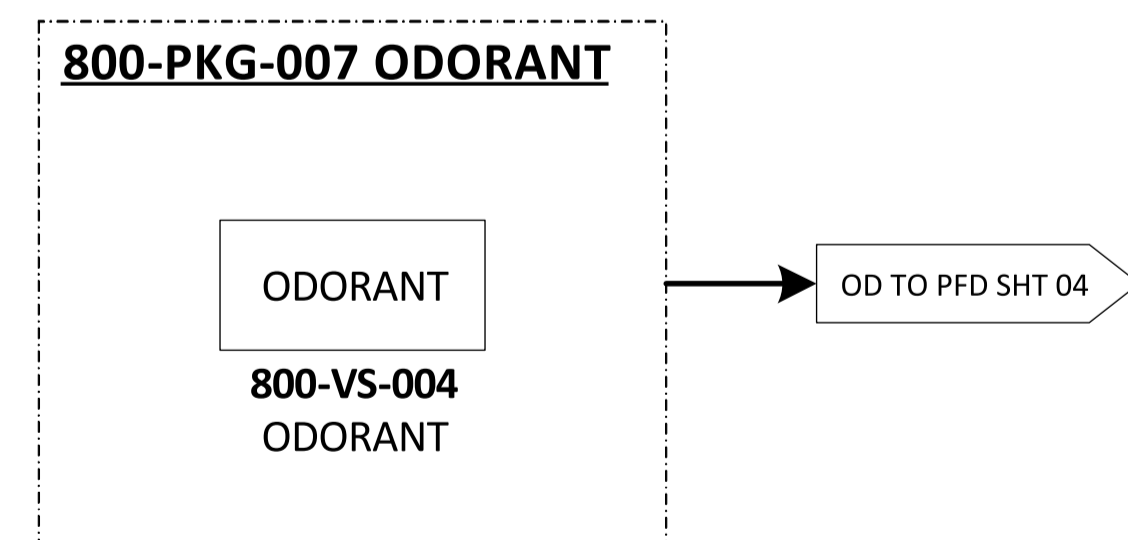 800-PKG-007 ODORANT
ODORANT
800-VS-004
ODORANT
OD TO PFD SHT 04